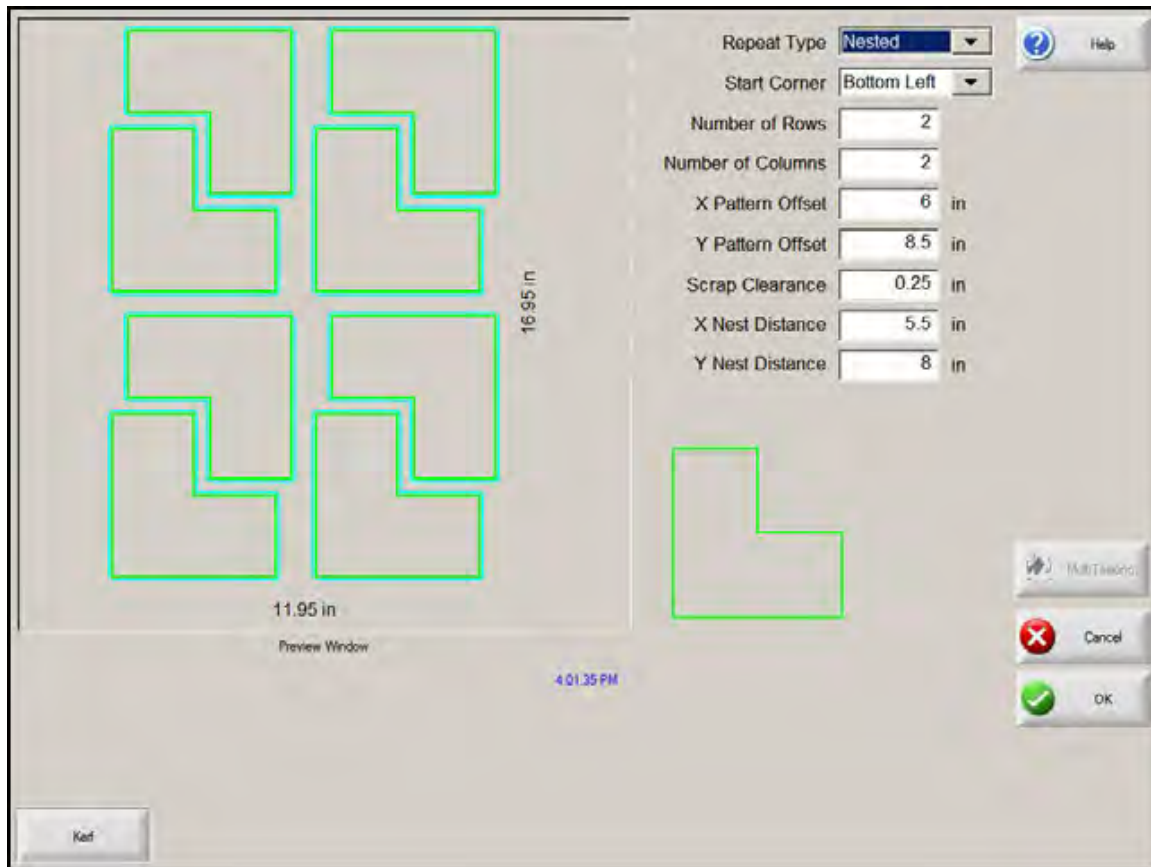 Repeat Type Nested
Help
Start Corner Bottom Left
Number of Rows 2
Number of Columns 2
X Pattern Offset 6 in
Y Pattern Offset 8.5 in
Scrap Clearance 0.25 in
X Nest Distance 5.5 in
Y Nest Distance 8 in
16.95 in
11.95 in
Preview Window
4:01:35 PM
MultiTasking
Cancel
OK
Kerf